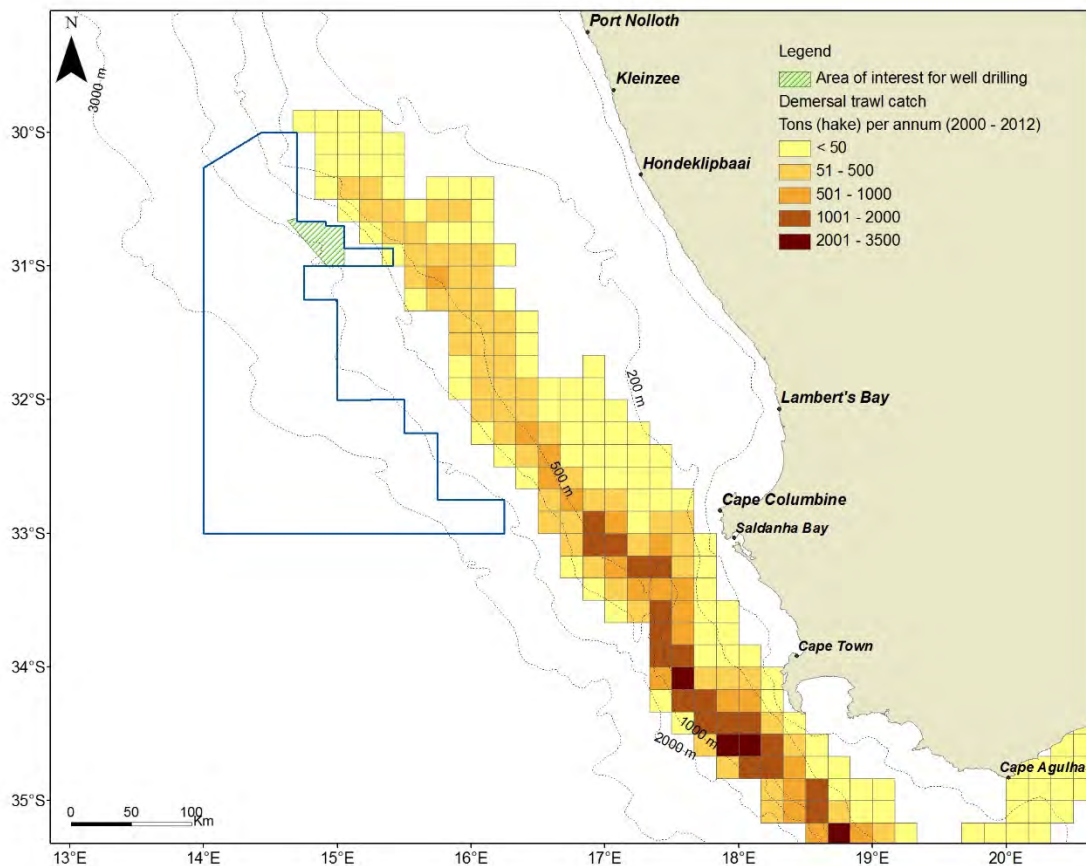 N
Port Nolloth
Legend
Area of interest for well drilling
Demersal trawl catch
Tons (hake) per annum (2000 - 2012)
< 50
51 - 500
501 - 1000
1001 - 2000
2001 - 3500
Kleinzee
3000 m
30°S
Hondeklipbaai
31°S
32°S
200 m
Lambert's Bay
500 m
Cape Columbine
33°S
Saldanha Bay
Cape Town
34°S
1000 m
2000 m
Cape Agulha
35°S
0 50 100
Km
13°E 14°E 15°E 16°E 17°E 18°E 19°E 20°E